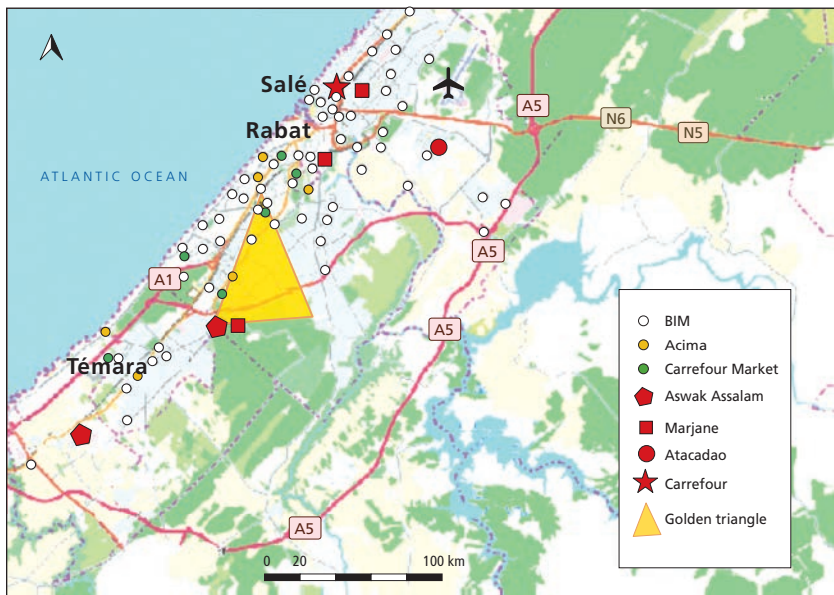 Salé
A5
N6
N5
Rabat
ATLANTIC OCEAN
A5
A1
A5
Témara
A5
0 20 100 km
BIM
Acima
Carrefour Market
Aswak Assalam
Marjane
Atacadao
Carrefour
Golden triangle